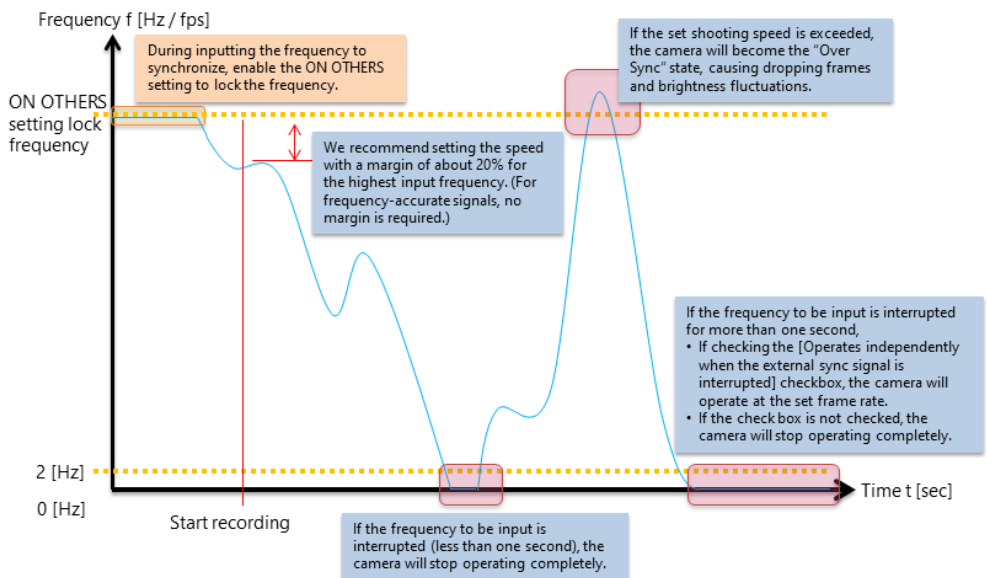 Frequency f [Hz / fps]
During inputting the frequency to
synchronize, enable the ON OTHERS
setting to lock the frequency.
If the set shooting speed is exceeded,
the camera will become the “Over
Sync” state, causing dropping frames
and brightness fluctuations.
ON OTHERS
setting lock
frequency
We recommend setting the speed
with a margin of about 20% for
the highest input frequency. (For
frequency-accurate signals, no
margin is required.)
If the frequency to be input is interrupted
for more than one second,
• If checking the [Operates independently
when the external sync signal is
interrupted] checkbox, the camera will
operate at the set frame rate.
• If the check box is not checked, the
camera will stop operating completely.
2 [Hz]
0 [Hz]
Time t [sec]
Start recording
If the frequency to be input is
interrupted (less than one second), the
camera will stop operating completely.